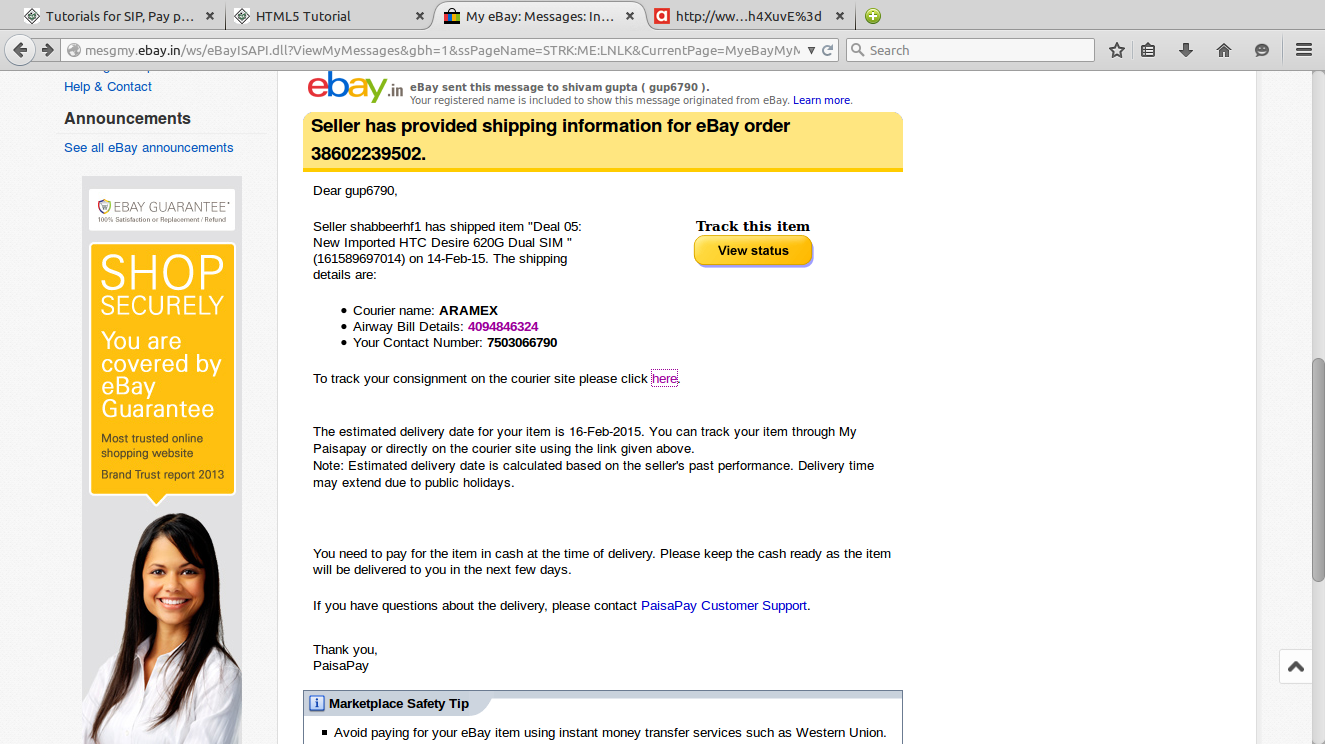 Tutorials for SIP, Pay p... ×
HTML5 Tutorial ×
My eBay: Messages: In... ×
http://ww...h4XuvE%3d ×
mesgmy.ebay.in/ws/eBayISAPI.dll?ViewMyMessages&gbh=1&ssPageName=STRK:ME:LNLK&CurrentPage=MyeBayMyM
Search
Help & Contact
Announcements
See all eBay announcements
EBAY GUARANTEE*
100% Satisfaction or Replacement / Refund
SHOP
SECURELY
You are
covered by
eBay
Guarantee
Most trusted online
shopping website
Brand Trust report 2013
ebay.in
eBay sent this message to shivam gupta ( gup6790 ).
Your registered name is included to show this message originated from eBay. Learn more.
Seller has provided shipping information for eBay order
38602239502.
Dear gup6790,
Seller shabbeerhf1 has shipped item "Deal 05:
New Imported HTC Desire 620G Dual SIM "
(161589697014) on 14-Feb-15. The shipping
details are:
Track this item
View status
• Courier name: ARAMEX
• Airway Bill Details: 4094846324
• Your Contact Number: 7503066790
To track your consignment on the courier site please click here.
The estimated delivery date for your item is 16-Feb-2015. You can track your item through My
Paisapay or directly on the courier site using the link given above.
Note: Estimated delivery date is calculated based on the seller's past performance. Delivery time
may extend due to public holidays.
You need to pay for the item in cash at the time of delivery. Please keep the cash ready as the item
will be delivered to you in the next few days.
If you have questions about the delivery, please contact PaisaPay Customer Support.
Thank you,
PaisaPay
i Marketplace Safety Tip
▪ Avoid paying for your eBay item using instant money transfer services such as Western Union.